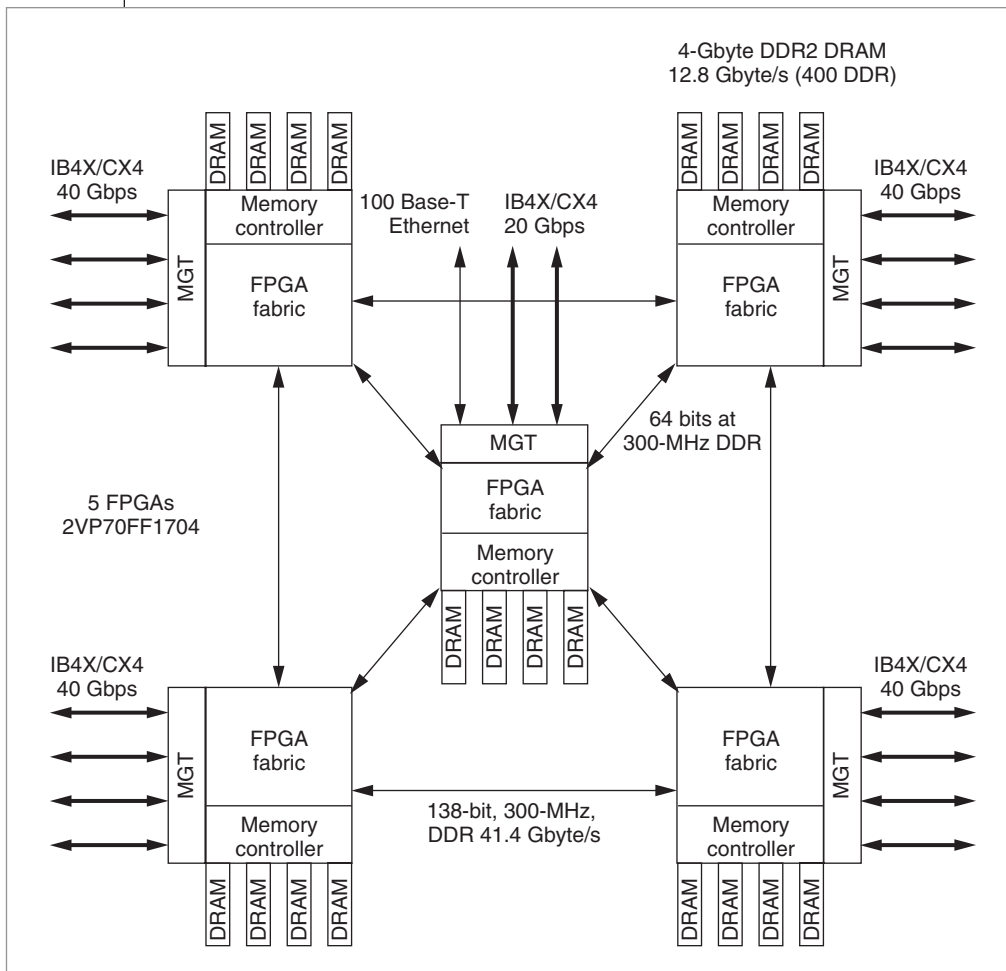 4-Gbyte DDR2 DRAM
12.8 Gbyte/s (400 DDR)
DRAM
DRAM
DRAM
DRAM
DRAM
DRAM
DRAM
DRAM
IB4X/CX4
40 Gbps
100 Base-T
Ethernet
IB4X/CX4
20 Gbps
IB4X/CX4
40 Gbps
MGT
Memory
controller
FPGA
fabric
Memory
controller
FPGA
fabric
MGT
64 bits at
300-MHz DDR
MGT
FPGA
fabric
Memory
controller
DRAM
DRAM
DRAM
DRAM
5 FPGAs
2VP70FF1704
IB4X/CX4
40 Gbps
IB4X/CX4
40 Gbps
MGT
FPGA
fabric
Memory
controller
138-bit, 300-MHz,
DDR 41.4 Gbyte/s
FPGA
fabric
Memory
controller
MGT
DRAM
DRAM
DRAM
DRAM
DRAM
DRAM
DRAM
DRAM